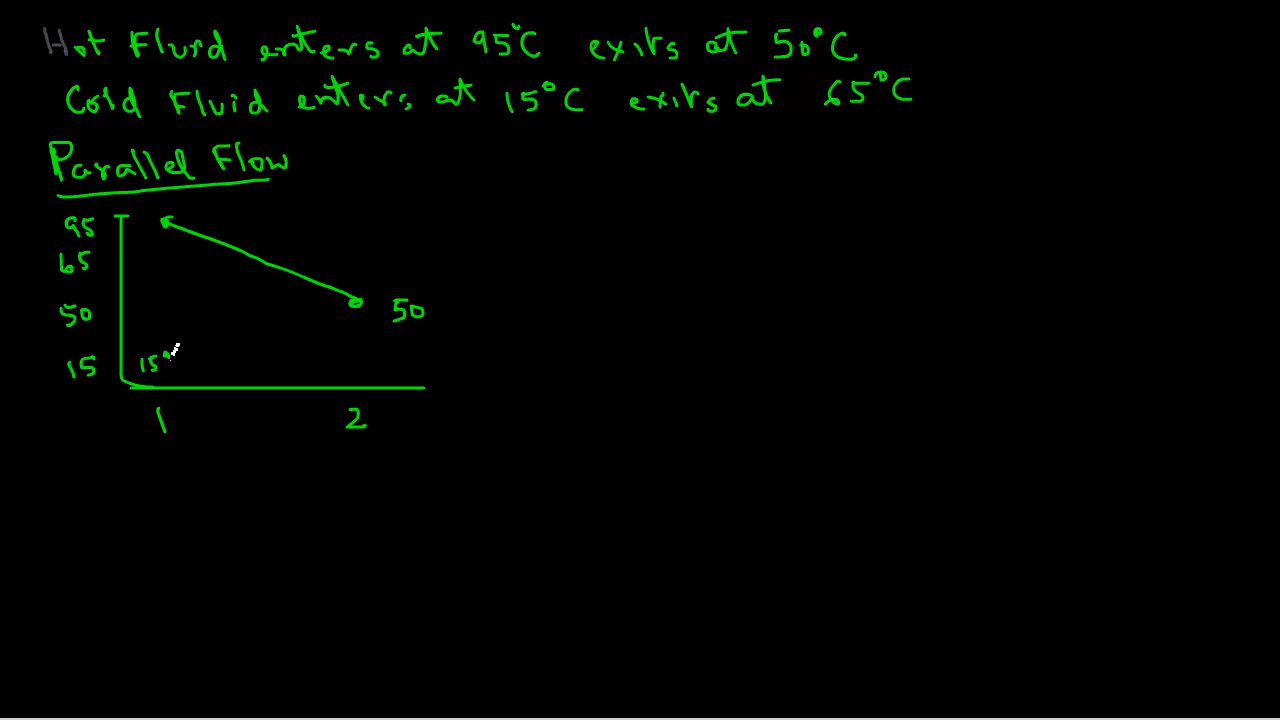 Hot Fluid enters at 95°C exits at 50°C
Cold Fluid enters at 15°C exits at 65°C
Parallel Flow
95
65
50 50
15 15°
1 2